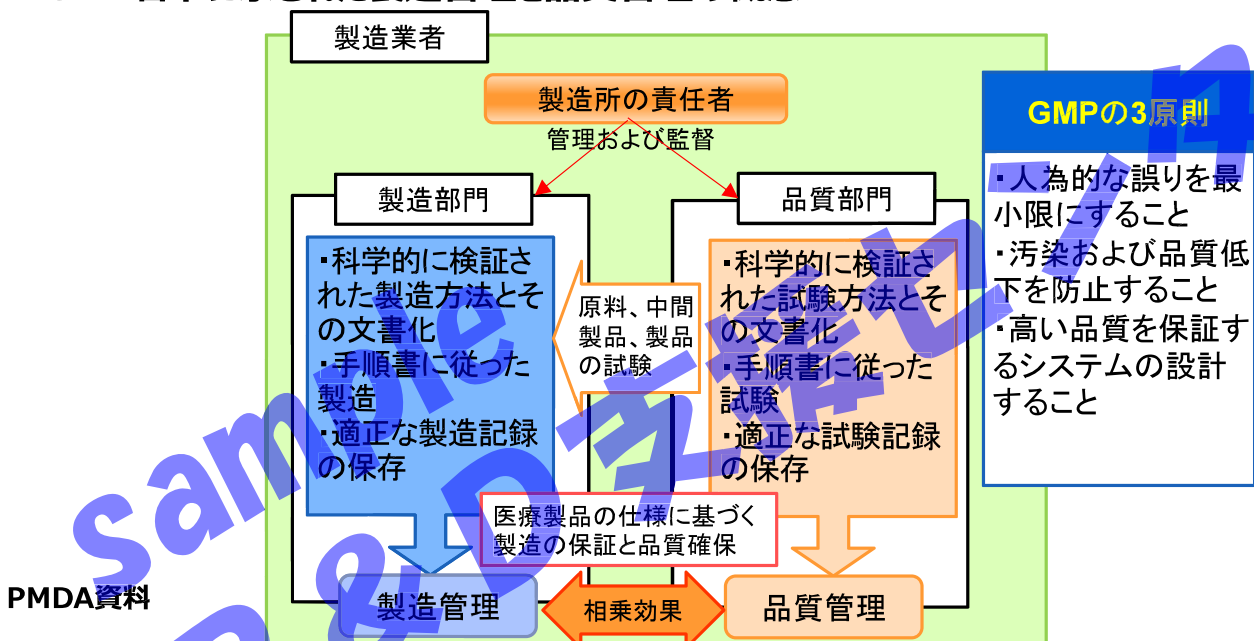 製造業者
製造所の責任者
管理および監督
製造部門
・科学的に検証さ
れた製造方法とそ
の文書化
・手順書に従った
製造
・適正な製造記録
の保存
原料、中間
製品、製品
の試験
品質部門
・科学的に検証さ
れた試験方法とそ
の文書化
・手順書に従った
試験
・適正な試験記録
の保存
医療製品の仕様に基づく
製造の保証と品質確保
製造管理
相乗効果
品質管理
GMPの3原則
・人為的な誤りを最
小限にすること
・汚染および品質低
下を防止すること
・高い品質を保証す
るシステムの設計
すること
PMDA資料
sample
& D支援センタ